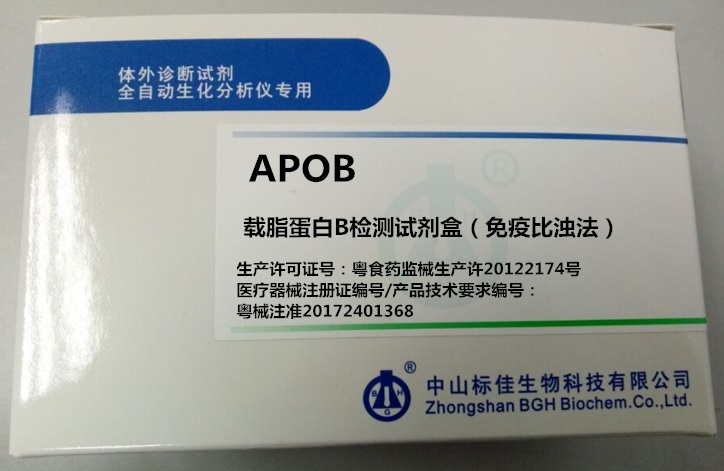 体外诊断试剂
全自动生化分析仪专用
®
APOB
载脂蛋白B检测试剂盒（免疫比浊法）
生产许可证号：粤食药监械生产许20122174号
医疗器械注册证编号/产品技术要求编号：
粤械注准20172401368
®
B H
G
中山标佳生物科技有限公司
Zhongshan BGH Biochem.Co.,Ltd.